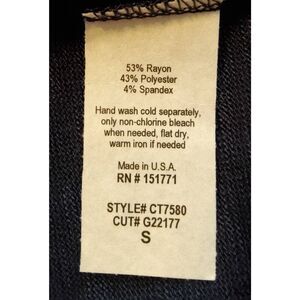 53% Rayon
43% Polyester
4% Spandex
Hand wash cold separately,
only non-chlorine bleach
when needed, flat dry,
warm iron if needed
Made in U.S.A.
RN # 151771
STYLE# CT7580
CUT# G22177
S